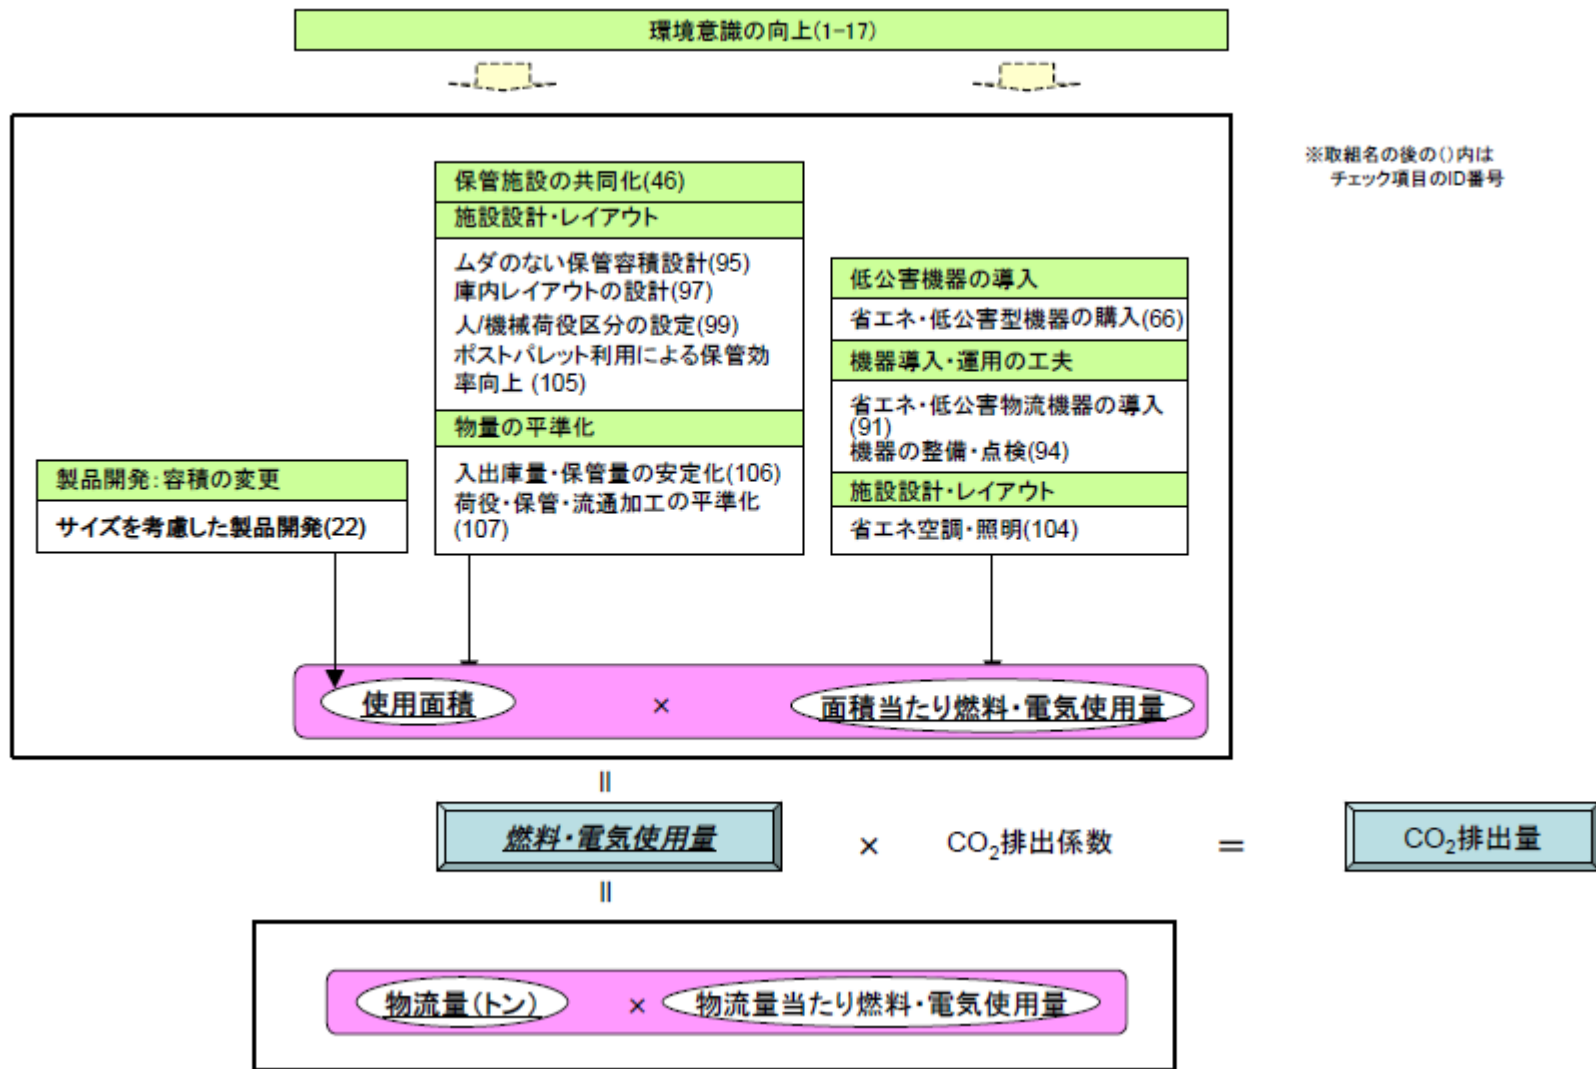 環境意識の向上(1-17)
※取組名の後の()内は
チェック項目のID番号
保管施設の共同化(46)
施設設計・レイアウト
ムダのない保管容積設計(95)
庫内レイアウトの設計(97)
人/機械荷役区分の設定(99)
ポストパレット利用による保管効
率向上 (105)
物量の平準化
入出庫量・保管量の安定化(106)
荷役・保管・流通加工の平準化
(107)
低公害機器の導入
省エネ・低公害型機器の購入(66)
機器導入・運用の工夫
省エネ・低公害物流機器の導入
(91)
機器の整備・点検(94)
施設設計・レイアウト
省エネ空調・照明(104)
製品開発:容積の変更
サイズを考慮した製品開発(22)
使用面積 × 面積当たり燃料・電気使用量
||
燃料・電気使用量 × CO₂排出係数 = CO₂排出量
||
物流量(トン) × 物流量当たり燃料・電気使用量